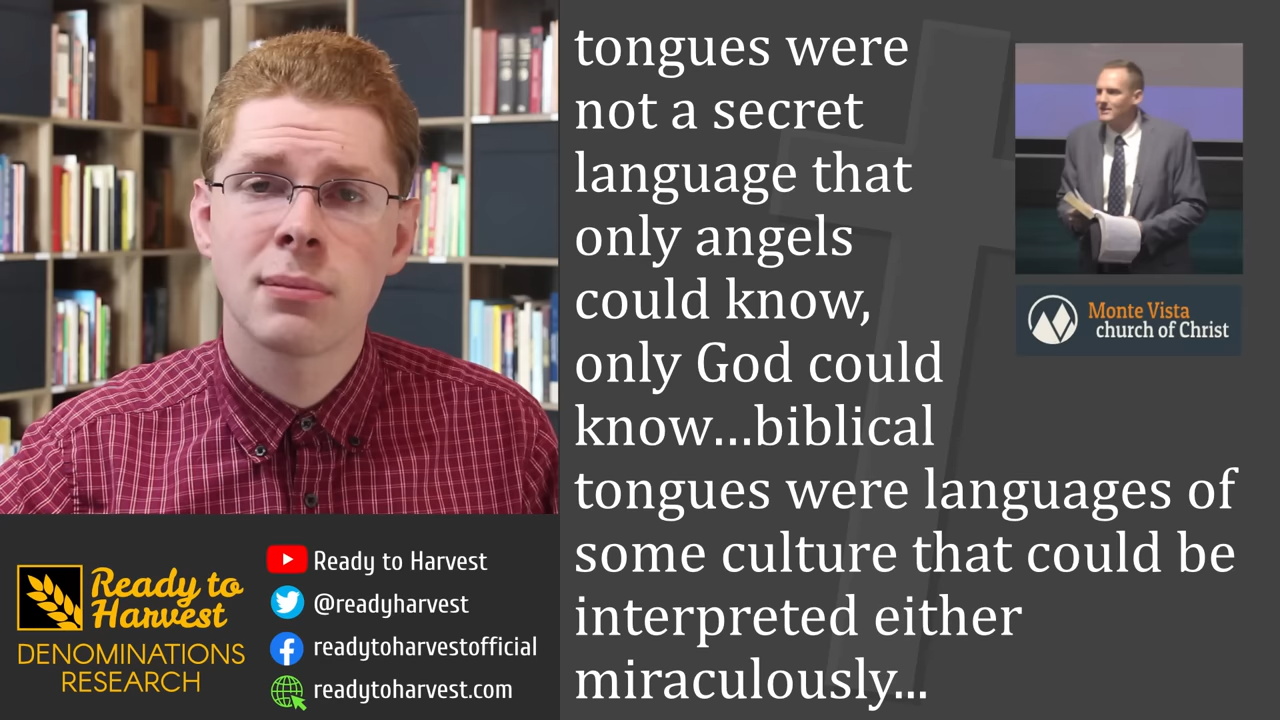 tongues were
not a secret
language that
only angels
could know,
only God could
know...biblical
tongues were languages of
some culture that could be
interpreted either
miraculously...
Monte Vista
church of Christ
Ready to
Harvest
DENOMINATIONS
RESEARCH
Ready to Harvest
@readyharvest
readytoharvestofficial
readytoharvest.com